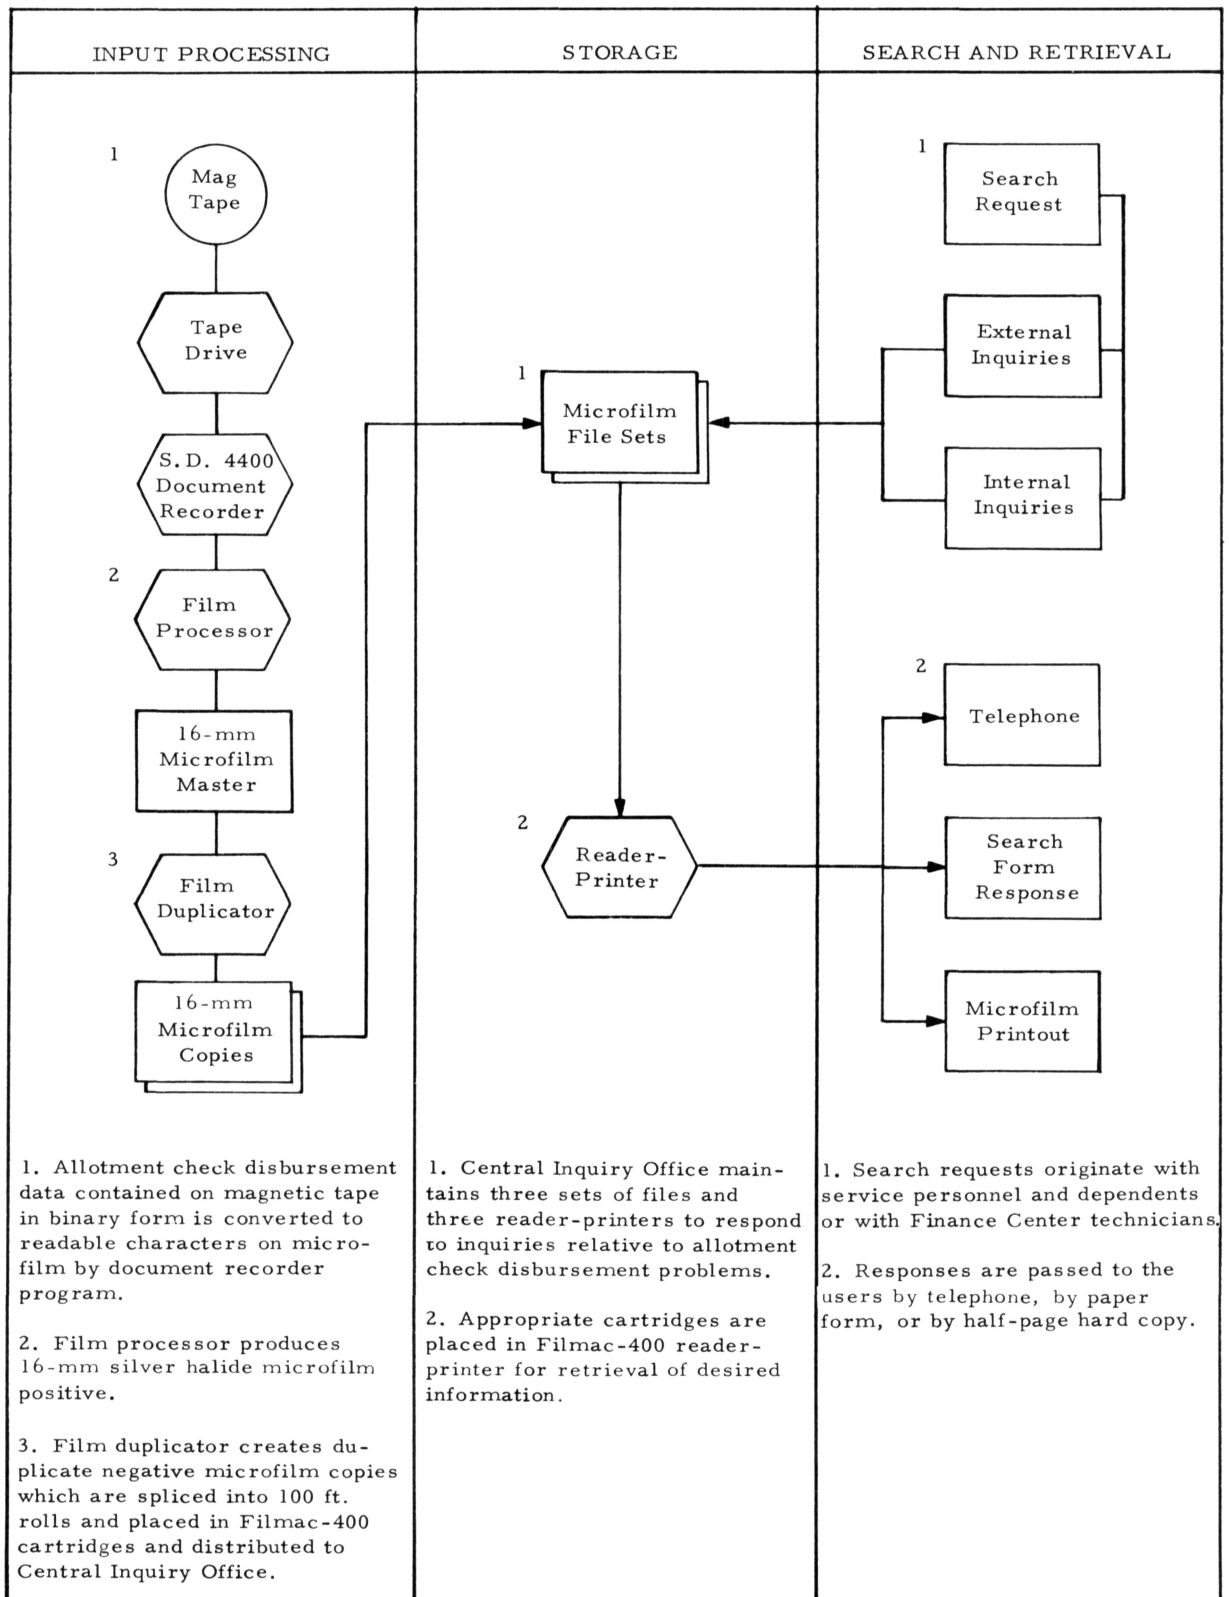 INPUT PROCESSING
STORAGE
SEARCH AND RETRIEVAL
1
Mag
Tape
Tape
Drive
S.D. 4400
Document
Recorder
2
Film
Processor
16-mm
Microfilm
Master
3
Film
Duplicator
16-mm
Microfilm
Copies
1
Microfilm
File Sets
2
Reader-
Printer
1
Search
Request
External
Inquiries
Internal
Inquiries
2
Telephone
Search
Form
Response
Microfilm
Printout
1. Allotment check disbursement
data contained on magnetic tape
in binary form is converted to
readable characters on micro-
film by document recorder
program.
2. Film processor produces
16-mm silver halide microfilm
positive.
3. Film duplicator creates du-
plicate negative microfilm copies
which are spliced into 100 ft.
rolls and placed in Filmac-400
cartridges and distributed to
Central Inquiry Office.
1. Central Inquiry Office main-
tains three sets of files and
three reader-printers to respond
to inquiries relative to allotment
check disbursement problems.
2. Appropriate cartridges are
placed in Filmac-400 reader-
printer for retrieval of desired
information.
1. Search requests originate with
service personnel and dependents
or with Finance Center technicians.
2. Responses are passed to the
users by telephone, by paper
form, or by half-page hard copy.